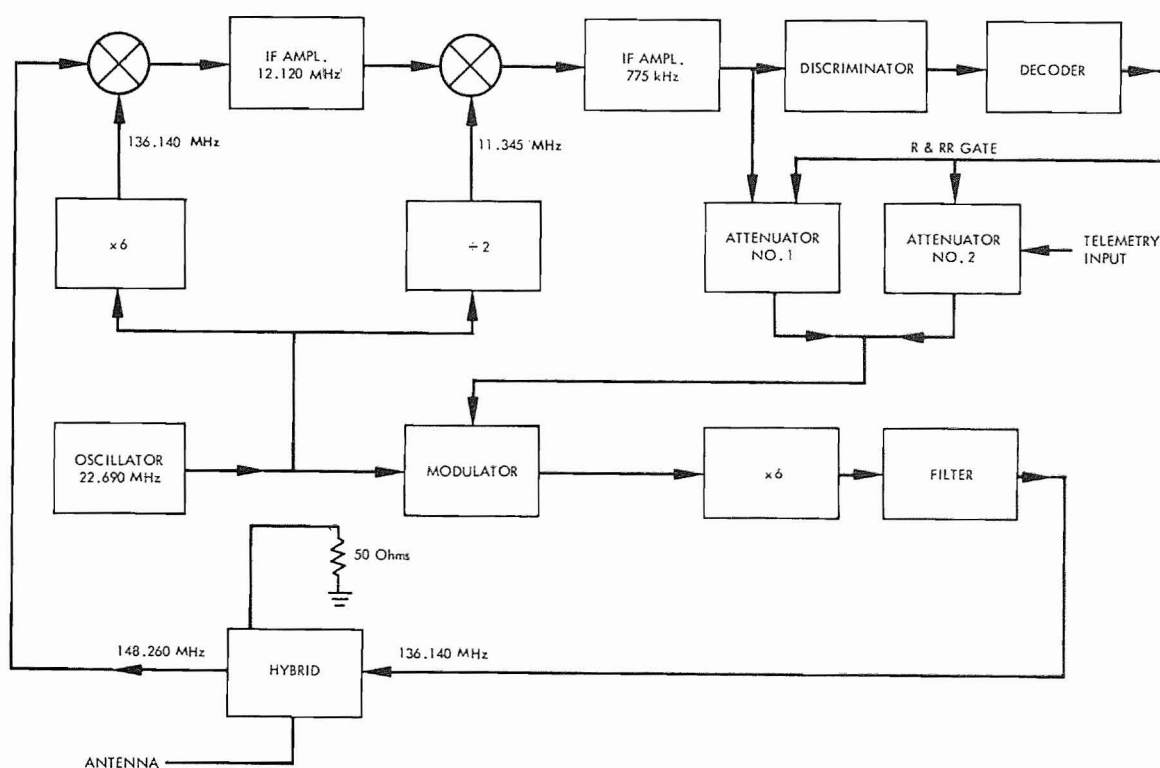 IF AMPL.
12.120 MHz
IF AMPL.
775 kHz
DISCRIMINATOR
DECODER
136.140 MHz
11.345 MHz
R & RR GATE
×6
÷2
ATTENUATOR
NO. 1
ATTENUATOR
NO. 2
TELEMETRY
INPUT
OSCILLATOR
22.690 MHz
MODULATOR
×6
FILTER
50 Ohms
148.260 MHz
HYBRID
136.140 MHz
ANTENNA